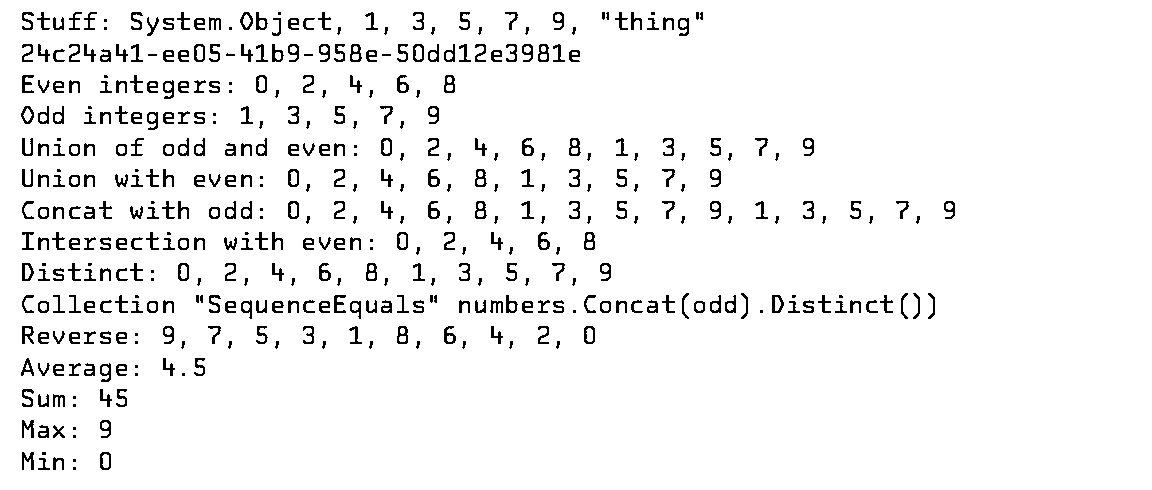 Stuff: System.Object, 1, 3, 5, 7, 9, "thing"
24c24a41-ee05-41b9-958e-50dd12e3981e
Even integers: 0, 2, 4, 6, 8
Odd integers: 1, 3, 5, 7, 9
Union of odd and even: 0, 2, 4, 6, 8, 1, 3, 5, 7, 9
Union with even: 0, 2, 4, 6, 8, 1, 3, 5, 7, 9
Concat with odd: 0, 2, 4, 6, 8, 1, 3, 5, 7, 9, 1, 3, 5, 7, 9
Intersection with even: 0, 2, 4, 6, 8
Distinct: 0, 2, 4, 6, 8, 1, 3, 5, 7, 9
Collection "SequenceEquals" numbers.Concat(odd).Distinct())
Reverse: 9, 7, 5, 3, 1, 8, 6, 4, 2, 0
Average: 4.5
Sum: 45
Max: 9
Min: 0